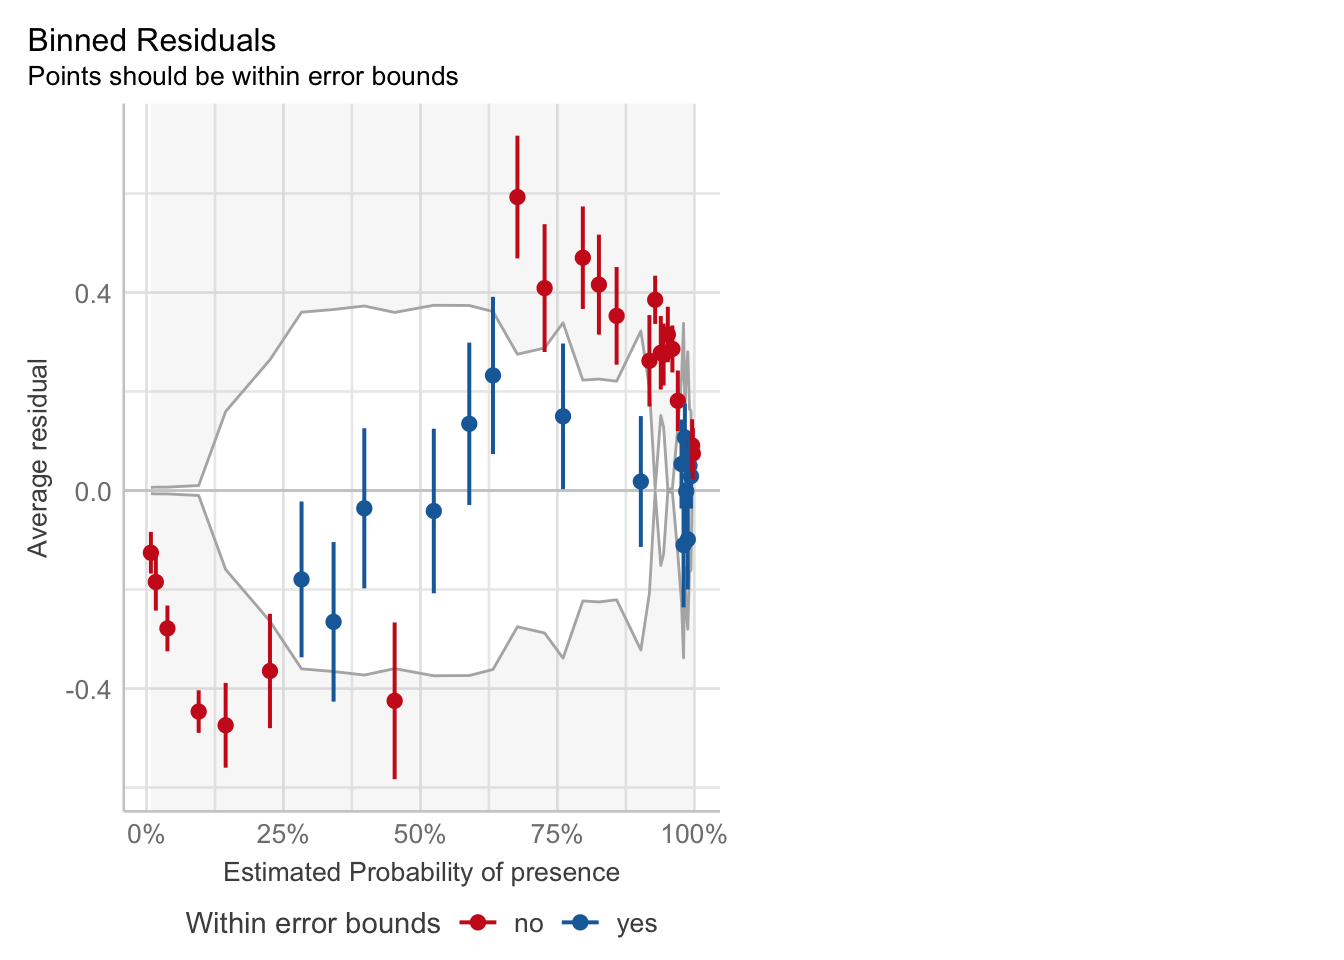 Binned Residuals
Points should be within error bounds
Average residual
0.4
0.0
-0.4
0% 25% 50% 75% 100%
Estimated Probability of presence
Within error bounds no yes